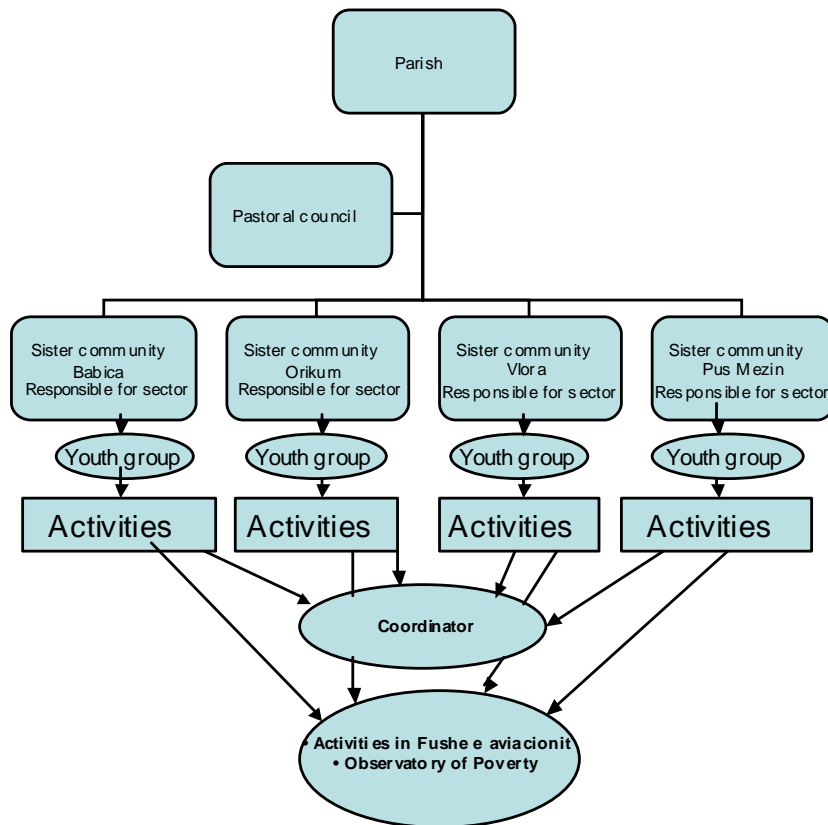 Parish
Pastoral council
Sister community
Babica
Responsible for sector
Sister community
Orikum
Responsible for sector
Sister community
Vlora
Responsible for sector
Sister community
Pus Mezin
Responsible for sector
Youth group
Youth group
Youth group
Youth group
Activities
Activities
Activities
Activities
Coordinator
• Activities in Fushe e aviacionit
• Observatory of Poverty